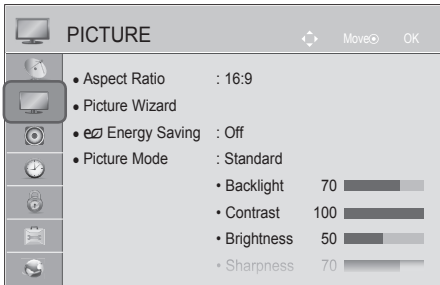 PICTURE Move OK
• Aspect Ratio : 16:9
• Picture Wizard
• Energy Saving : Off
• Picture Mode : Standard
• Backlight 70
• Contrast 100
• Brightness 50
• Sharpness 70